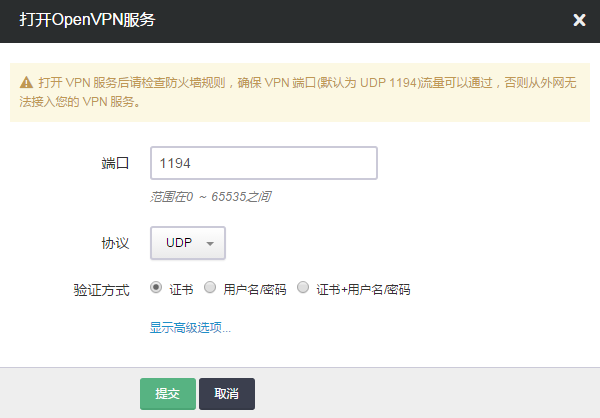 打开OpenVPN服务
打开 VPN 服务后请检查防火墙规则，确保 VPN 端口(默认为 UDP 1194)流量可以通过，否则从外网无
法接入您的 VPN 服务。
端口 1194
范围在0 ～ 65535之间
协议 UDP
验证方式 证书 用户名/密码 证书+用户名/密码
显示高级选项...
提交 取消